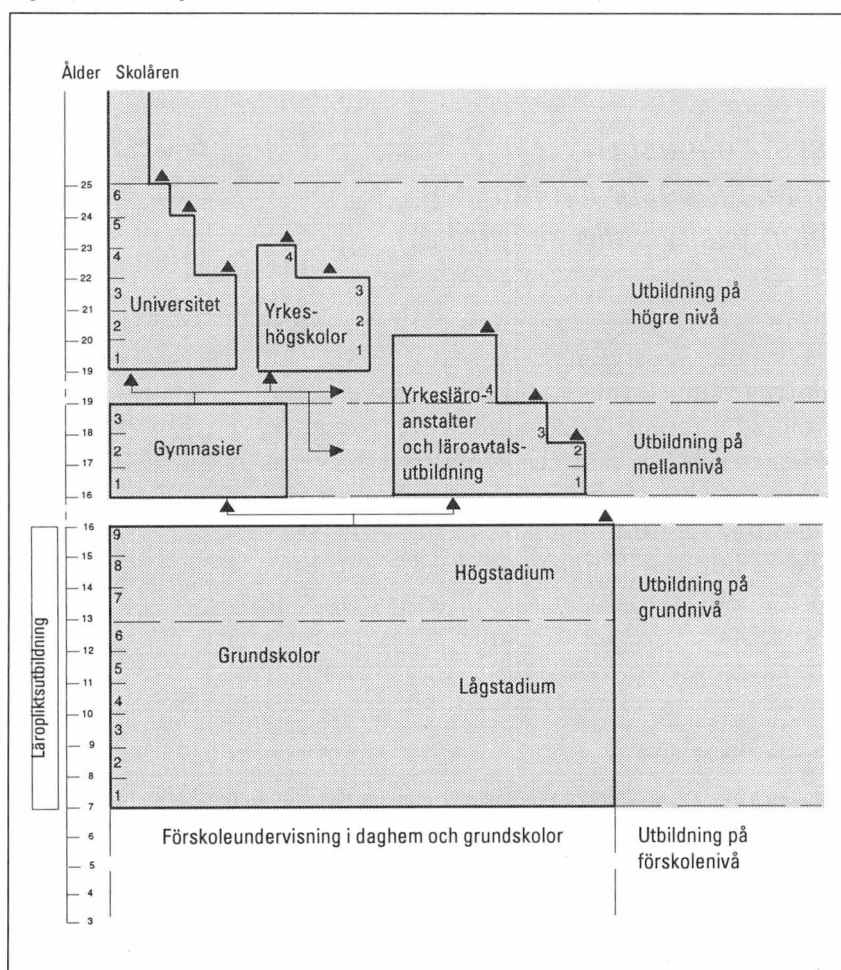 Ålder Skolåren
25
24
23
22
21
20
19
19
18
17
16
16
15
14
13
12
11
10
9
8
7
6
5
4
3
6
5
4
3
2
1
Universitet
4
3
2
1
Yrkes-
högskolor
Utbildning på
högre nivå
3
2
1
Gymnasier
Yrkesläro-
anstalter
och läroavtals-
utbildning
4
3
2
1
Utbildning på
mellannivå
Läropliktsutbildning
9
8
7
6
5
4
3
2
1
Högstadium
Grundskolor
Lågstadium
Utbildning på
grundnivå
Förskoleundervisning i daghem och grundskolor
Utbildning på
förskolenivå